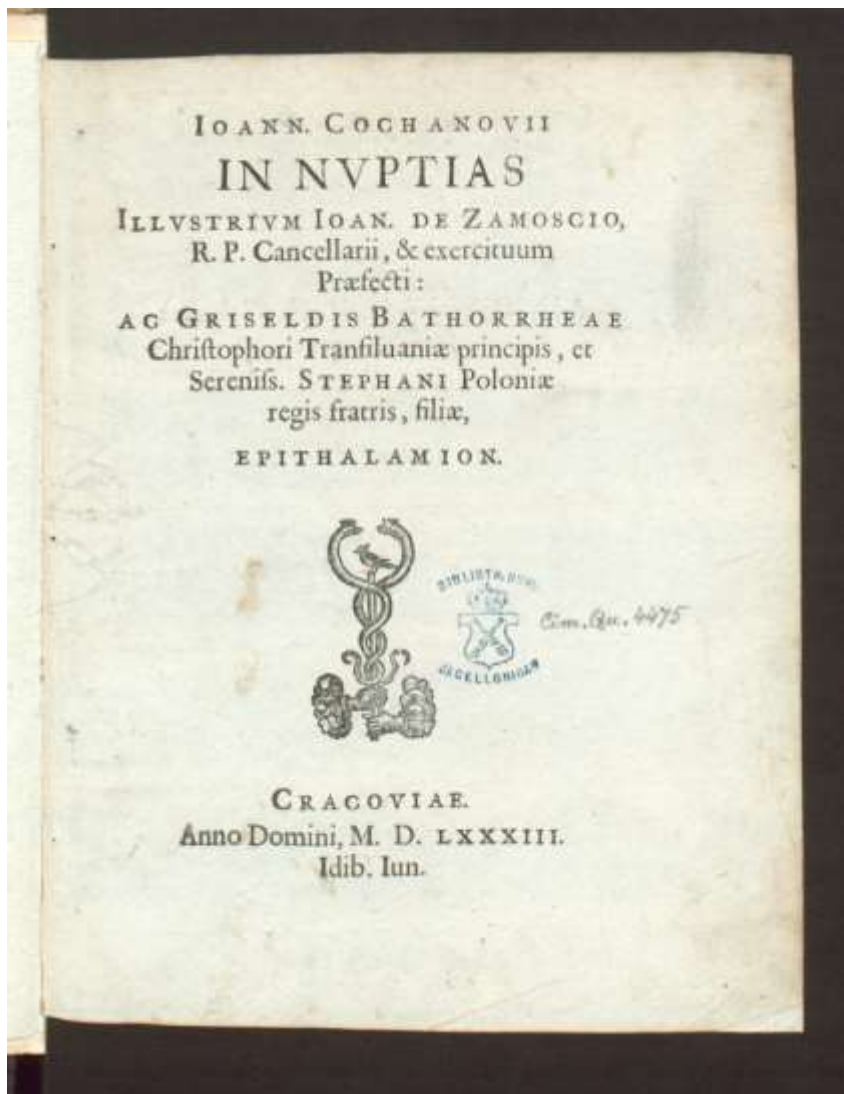 IOANN. COCHANOVII
IN NVPTIAS
ILLVSTRIVM IOAN. DE ZAMOSCIO,
R. P. Cancellarii, & exercituum
Præfecti:
AC GRISELDIS BATHORRHEAE
Chriſtophori Tranſiluaniæ principis, et
Sereniſs. STEPHANI Poloniæ
regis fratris, filiæ,
EPITHALAMION.
Cim. Qu. 4475
CRACOVIAE.
Anno Domini, M. D. LXXXIII.
Idib. Iun.